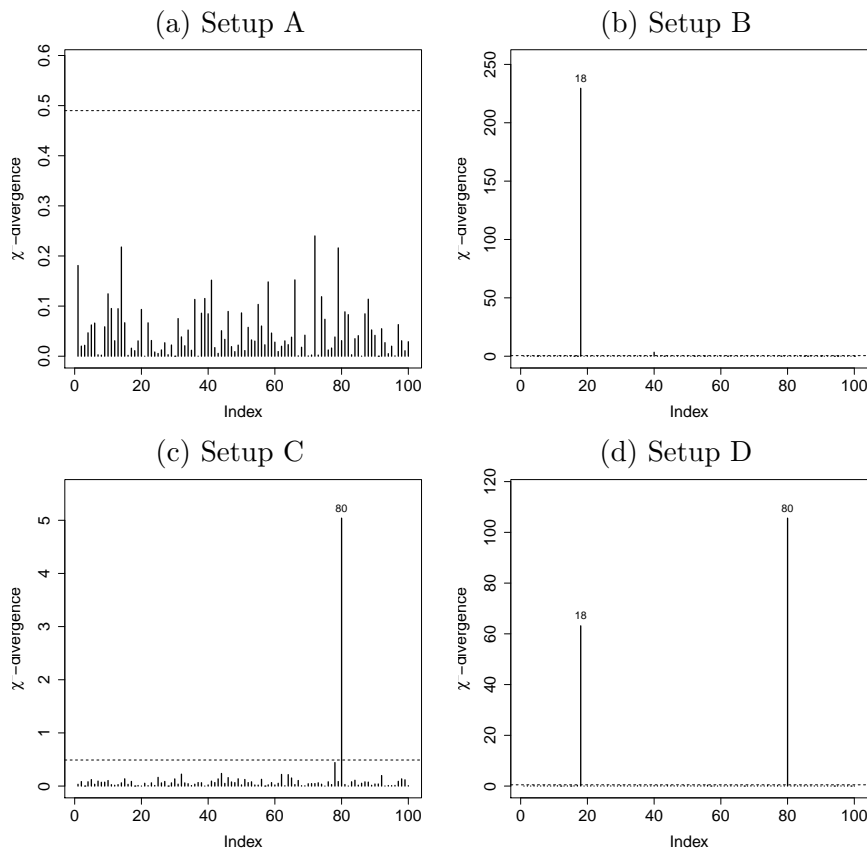 (a) Setup A
0.6
0.5
0.4
0.3
0.2
0.1
0.0
χ -divergence
0 20 40 60 80 100
Index
(b) Setup B
250
200
150
100
50
0
χ -divergence
18
0 20 40 60 80 100
Index
(c) Setup C
5
4
3
2
1
0
χ -divergence
80
0 20 40 60 80 100
Index
(d) Setup D
120
100
80
60
40
20
0
χ -divergence
18
80
0 20 40 60 80 100
Index